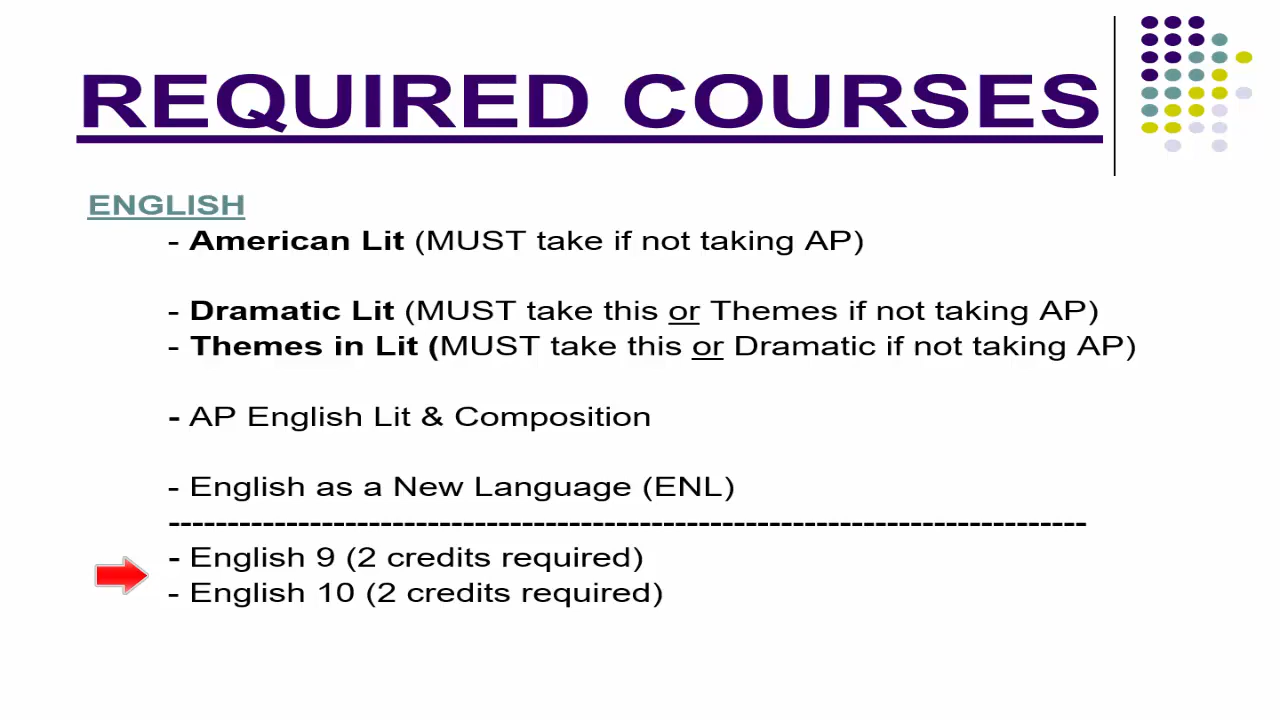 REQUIRED COURSES
ENGLISH
- American Lit (MUST take if not taking AP)
- Dramatic Lit (MUST take this or Themes if not taking AP)
- Themes in Lit (MUST take this or Dramatic if not taking AP)
- AP English Lit & Composition
- English as a New Language (ENL)
--------------------------------------------------------------------------------
- English 9 (2 credits required)
- English 10 (2 credits required)